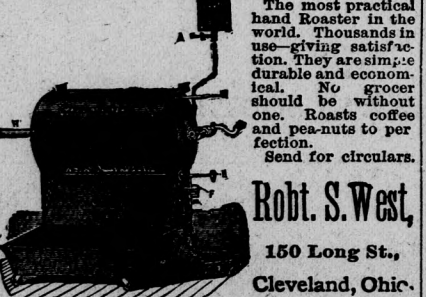 The most practical
hand Roaster in the
world. Thousands in
use—giving satisfac-
tion. They are simple
durable and econom-
ical. No grocer
should be without
one. Roasts coffee
and pea-nuts to per
fection.
Send for circulars.
A
W
Robt. S. West,
150 Long St.,
Cleveland, Ohio.